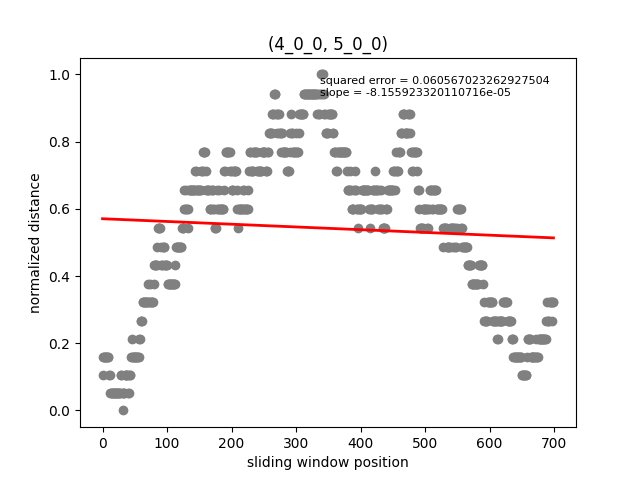 (4_0_0, 5_0_0)
squared error = 0.060567023262927504
slope = -8.155923320110716e-05
normalized distance
1.0
0.8
0.6
0.4
0.2
0.0
0 100 200 300 400 500 600 700
sliding window position